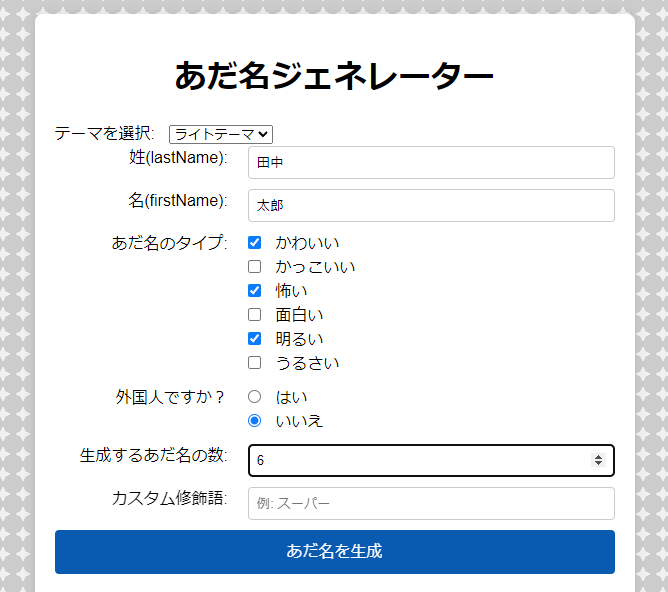 あだ名ジェネレーター
テーマを選択: ライトテーマ
姓(lastName): 田中
名(firstName): 太郎
あだ名のタイプ: かわいい
かっこいい
怖い
面白い
明るい
うるさい
外国人ですか？ はい
いいえ
生成するあだ名の数: 6
カスタム修飾語: 例: スーパー
あだ名を生成